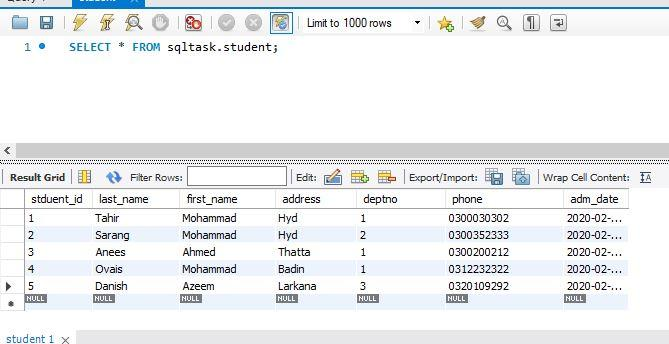 student
Limit to 1000 rows
1 SELECT * FROM sqltask.student;
Result Grid Filter Rows: Edit: Export/Import: Wrap Cell Content:
stduent_id last_name first_name address deptno phone adm_date
1 Tahir Mohammad Hyd 1 0300030302 2020-02-...
2 Sarang Mohammad Hyd 2 0300352333 2020-02-...
3 Anees Ahmed Thatta 1 0300200212 2020-02-...
4 Ovais Mohammad Badin 1 0312232322 2020-02-...
5 Danish Azeem Larkana 3 0320109292 2020-02-...
NULL NULL NULL NULL NULL NULL NULL
student 1